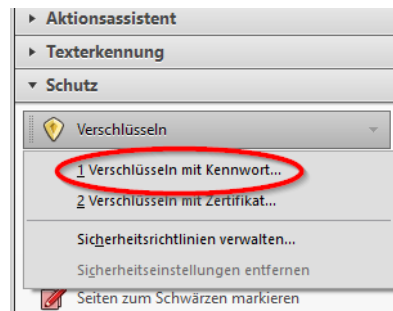 Aktionsassistent
Texterkennung
Schutz
Verschlüsseln
1 Verschlüsseln mit Kennwort...
2 Verschlüsseln mit Zertifikat...
Sicherheitsrichtlinien verwalten...
Sicherheitseinstellungen entfernen
Seiten zum Schwärzen markieren